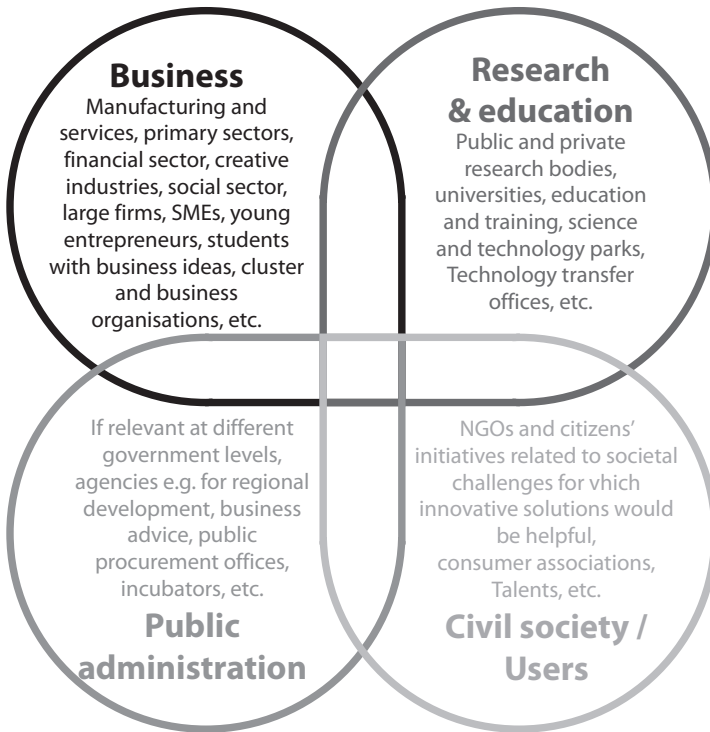 Business
Manufacturing and
services, primary sectors,
financial sector, creative
industries, social sector,
large firms, SMEs, young
entrepreneurs, students
with business ideas, cluster
and business
organisations, etc.
Research
& education
Public and private
research bodies,
universities, education
and training, science
and technology parks,
Technology transfer
offices, etc.
If relevant at different
government levels,
agencies e.g. for regional
development, business
advice, public
procurement offices,
incubators, etc.
Public
administration
NGOs and citizens’
initiatives related to societal
challenges for vhich
innovative solutions would
be helpful,
consumer associations,
Talents, etc.
Civil society /
Users